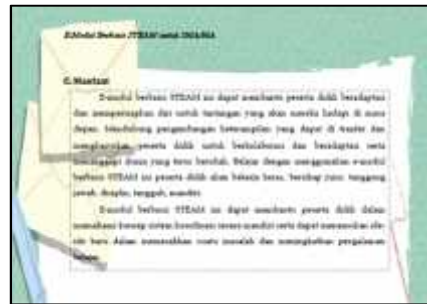 E-Modul Berbasis STEAM untuk SMA/MA
C. Manfaat
E-modul berbasis STEAM ini dapat membantu peserta didik beradaptasi
dan mempersiapkan diri untuk tantangan yang akan mereka hadapi di masa
depan. Mendukung pengembangan keterampilan yang dapat di transfer dan
menghasilkan peserta didik untuk berkolaborasi dan beradaptasi serta
menanggapi dunia yang terus berubah. Belajar dengan menggunakan e-modul
berbasis STEAM ini peserta didik akan bekerja keras, bersikap jujur, tanggung
jawab, disiplin, tangguh, mandiri.
E-modul berbasis STEAM ini dapat membantu peserta didik dalam
memahami konsep sistem koordinasi secara mandiri serta dapat menemukan ide-
ide baru dalam memecahkan suatu masalah dan meningkatkan pengalaman
belajar.